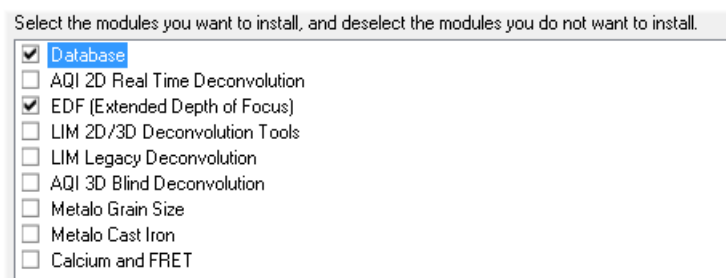 Select the modules you want to install, and deselect the modules you do not want to install.
Database
AQI 2D Real Time Deconvolution
EDF (Extended Depth of Focus)
LIM 2D/3D Deconvolution Tools
LIM Legacy Deconvolution
AQI 3D Blind Deconvolution
Metalo Grain Size
Metalo Cast Iron
Calcium and FRET